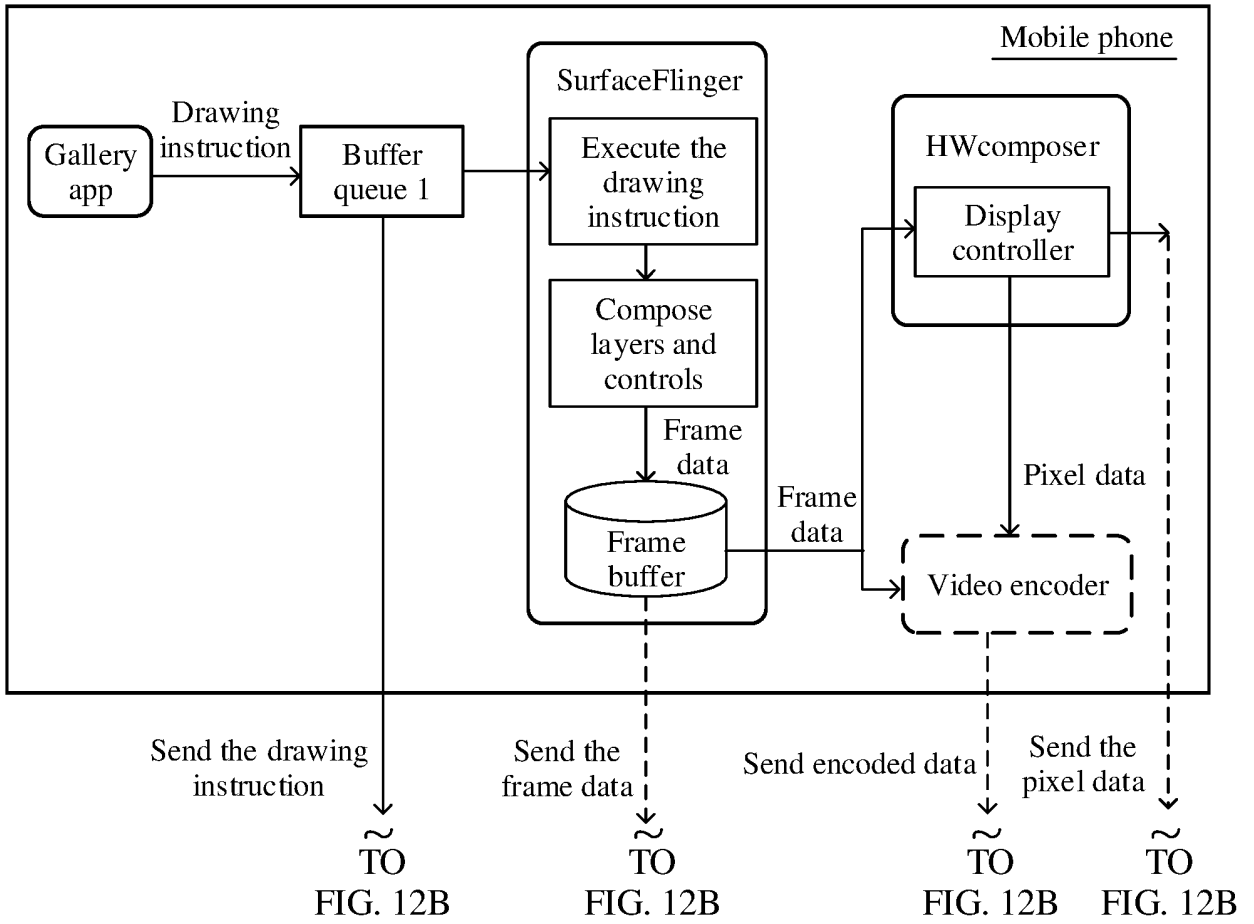 Mobile phone
SurfaceFlinger
Drawing
instruction
Gallery
app
Buffer
queue 1
Execute the
drawing
instruction
HWcomposer
Display
controller
Compose
layers and
controls
Frame
data
Frame
buffer
Frame
data
Pixel data
Video encoder
Send the drawing
instruction
Send the
frame data
Send encoded data
Send the
pixel data
~
TO
FIG. 12B
~
TO
FIG. 12B
~
TO
FIG. 12B
~
TO
FIG. 12B